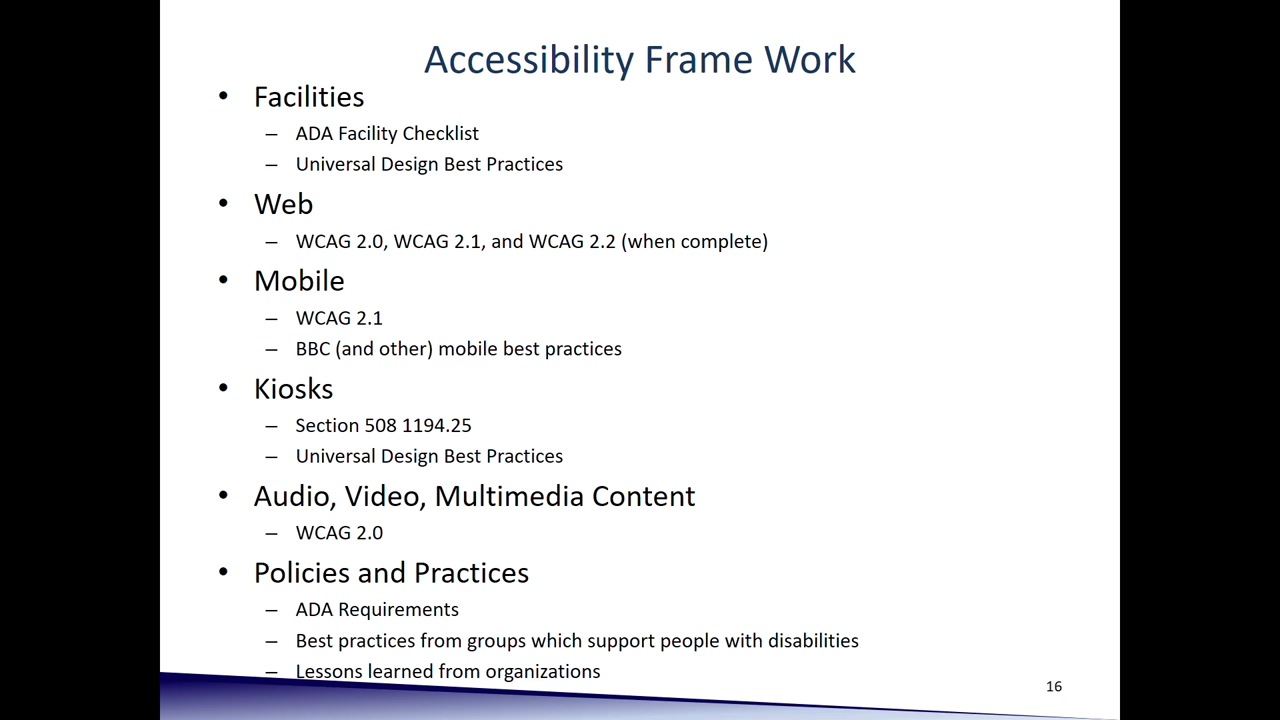 Accessibility Frame Work
• Facilities
– ADA Facility Checklist
– Universal Design Best Practices
• Web
– WCAG 2.0, WCAG 2.1, and WCAG 2.2 (when complete)
• Mobile
– WCAG 2.1
– BBC (and other) mobile best practices
• Kiosks
– Section 508 1194.25
– Universal Design Best Practices
• Audio, Video, Multimedia Content
– WCAG 2.0
• Policies and Practices
– ADA Requirements
– Best practices from groups which support people with disabilities
– Lessons learned from organizations
16